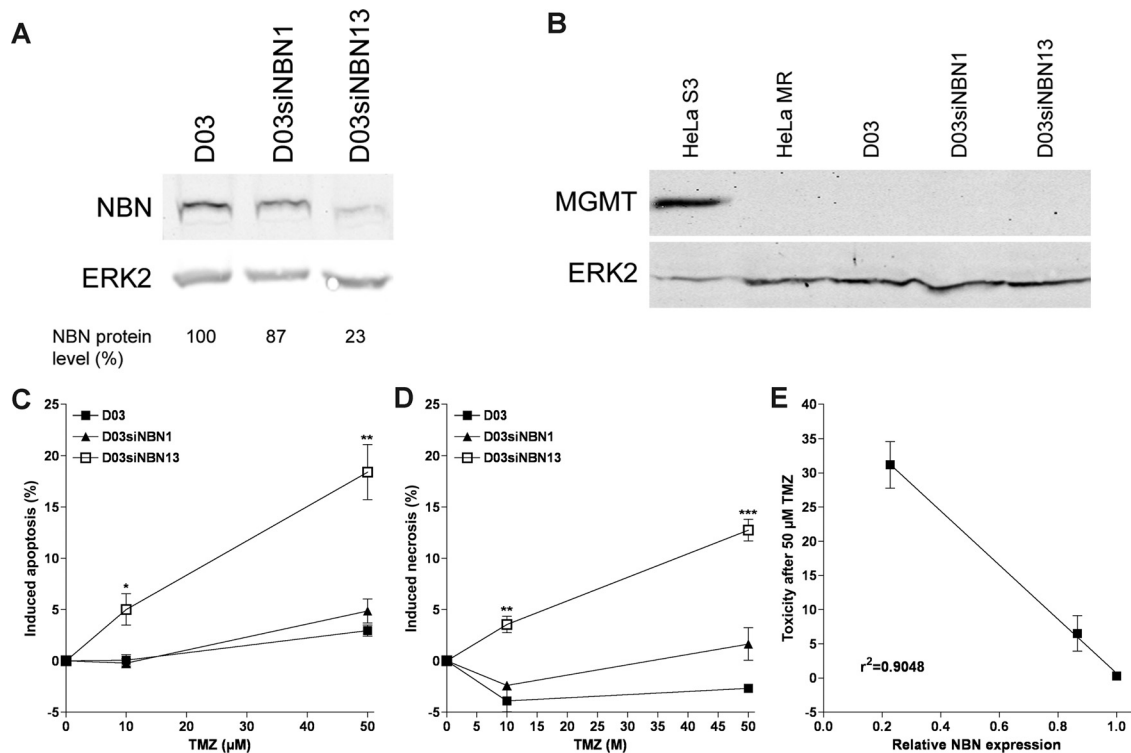 A
D03
D03siNBN1
D03siNBN13
NBN
ERK2
NBN protein
level (%)
100
87
23
B
HeLa S3
HeLa MR
D03
D03siNBN1
D03siNBN13
MGMT
ERK2
C
25
20
15
10
5
0
-5
Induced apoptosis (%)
D03
D03siNBN1
D03siNBN13
*
**
0
10
20
30
40
50
TMZ (µM)
D
25
20
15
10
5
0
-5
Induced necrosis (%)
D03
D03siNBN1
D03siNBN13
**
***
0
5
10
15
20
25
30
35
40
45
50
TMZ (M)
E
40
35
30
25
20
15
10
5
0
-5
Toxicity after 50 µM TMZ
r²=0.9048
0.0
0.2
0.4
0.6
0.8
1.0
Relative NBN expression